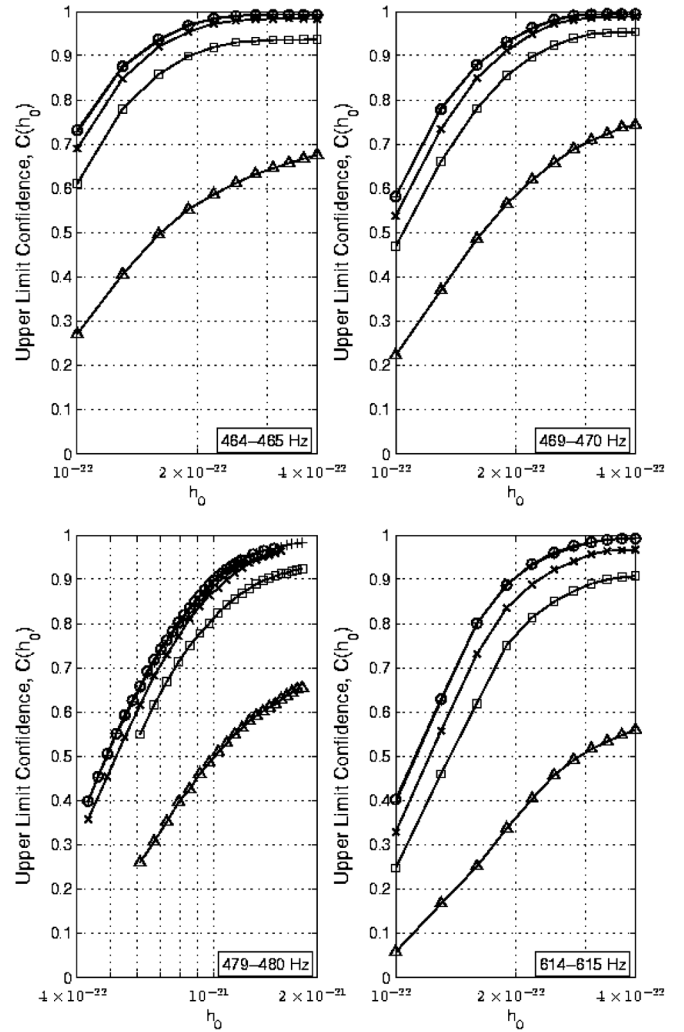 Upper Limit Confidence, C(h₀)
1
0.9
0.8
0.7
0.6
0.5
0.4
0.3
0.2
0.1
0
464–465 Hz
10⁻²² 2 × 10⁻²² 4 × 10⁻²²
h₀
Upper Limit Confidence, C(h₀)
1
0.9
0.8
0.7
0.6
0.5
0.4
0.3
0.2
0.1
0
469–470 Hz
10⁻²² 2 × 10⁻²² 4 × 10⁻²²
h₀
Upper Limit Confidence, C(h₀)
1
0.9
0.8
0.7
0.6
0.5
0.4
0.3
0.2
0.1
0
479–480 Hz
4 × 10⁻²² 10⁻²¹ 2 × 10⁻²¹
h₀
Upper Limit Confidence, C(h₀)
1
0.9
0.8
0.7
0.6
0.5
0.4
0.3
0.2
0.1
0
614–615 Hz
10⁻²² 2 × 10⁻²² 4 × 10⁻²²
h₀